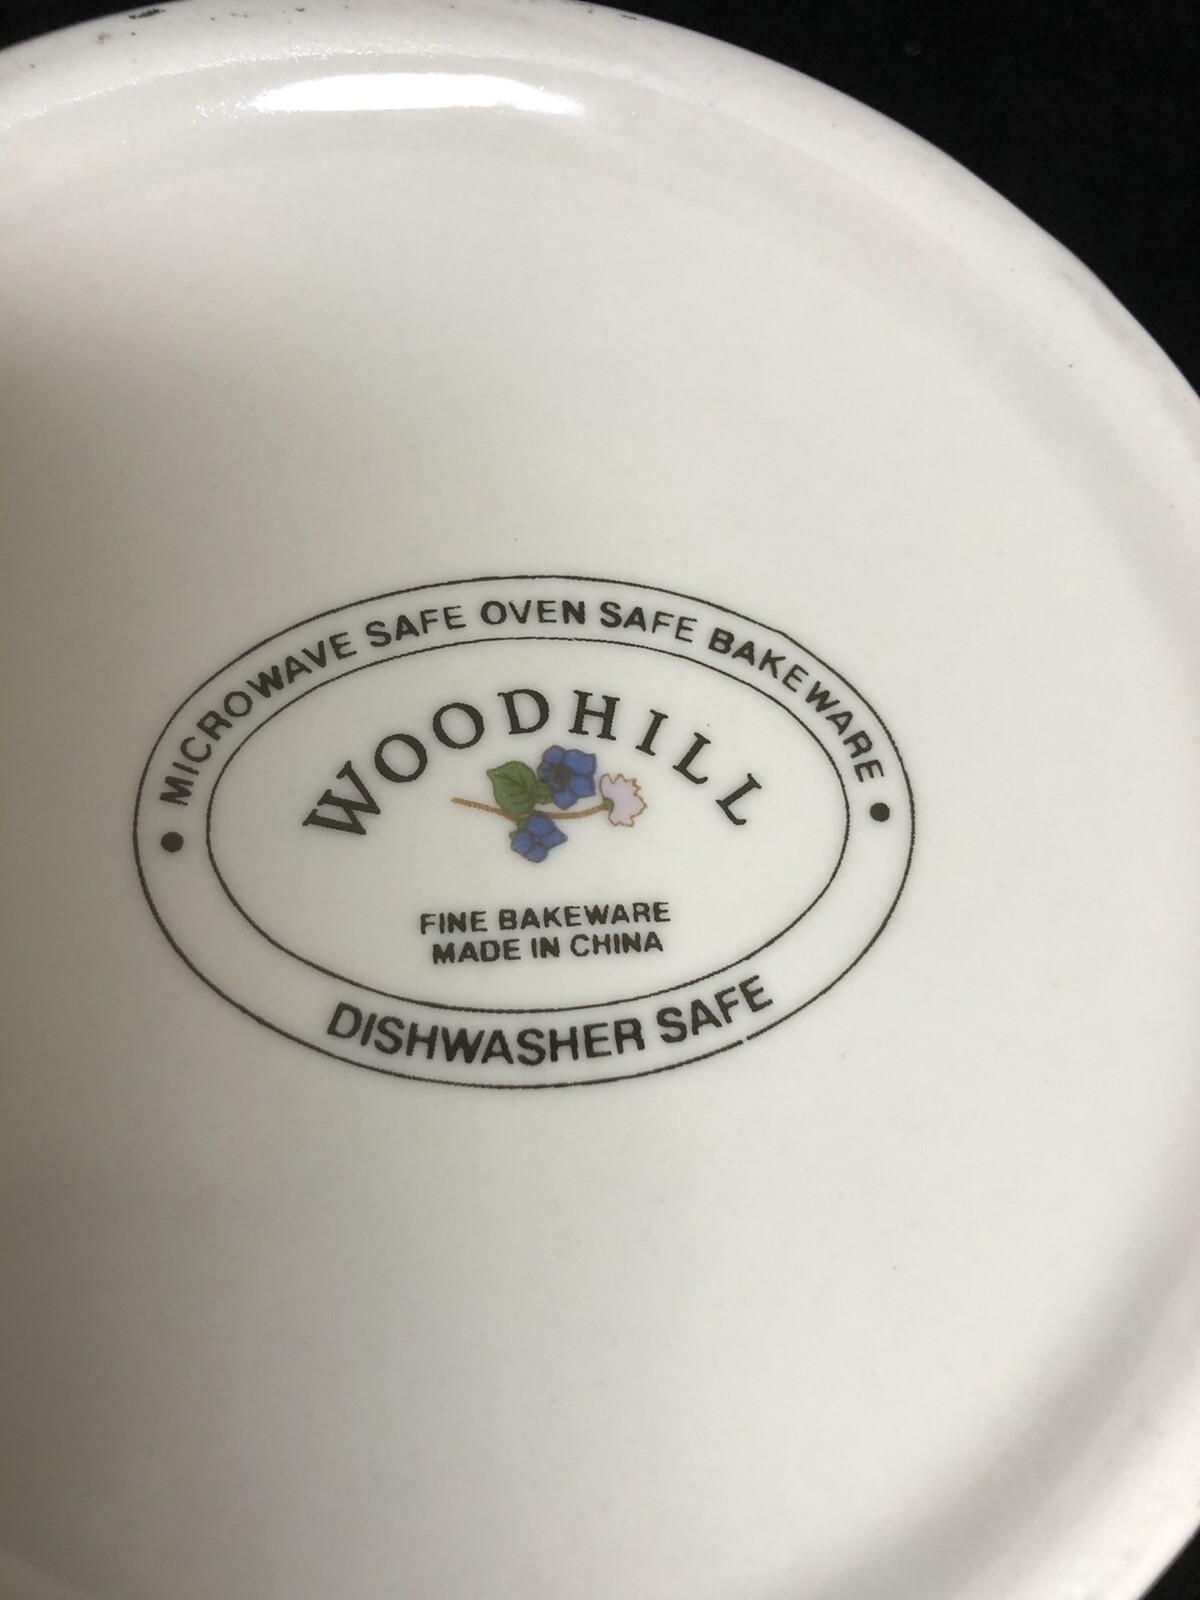 MICROWAVE SAFE OVEN SAFE BAKEWARE
WOODHILL
FINE BAKEWARE
MADE IN CHINA
DISHWASHER SAFE